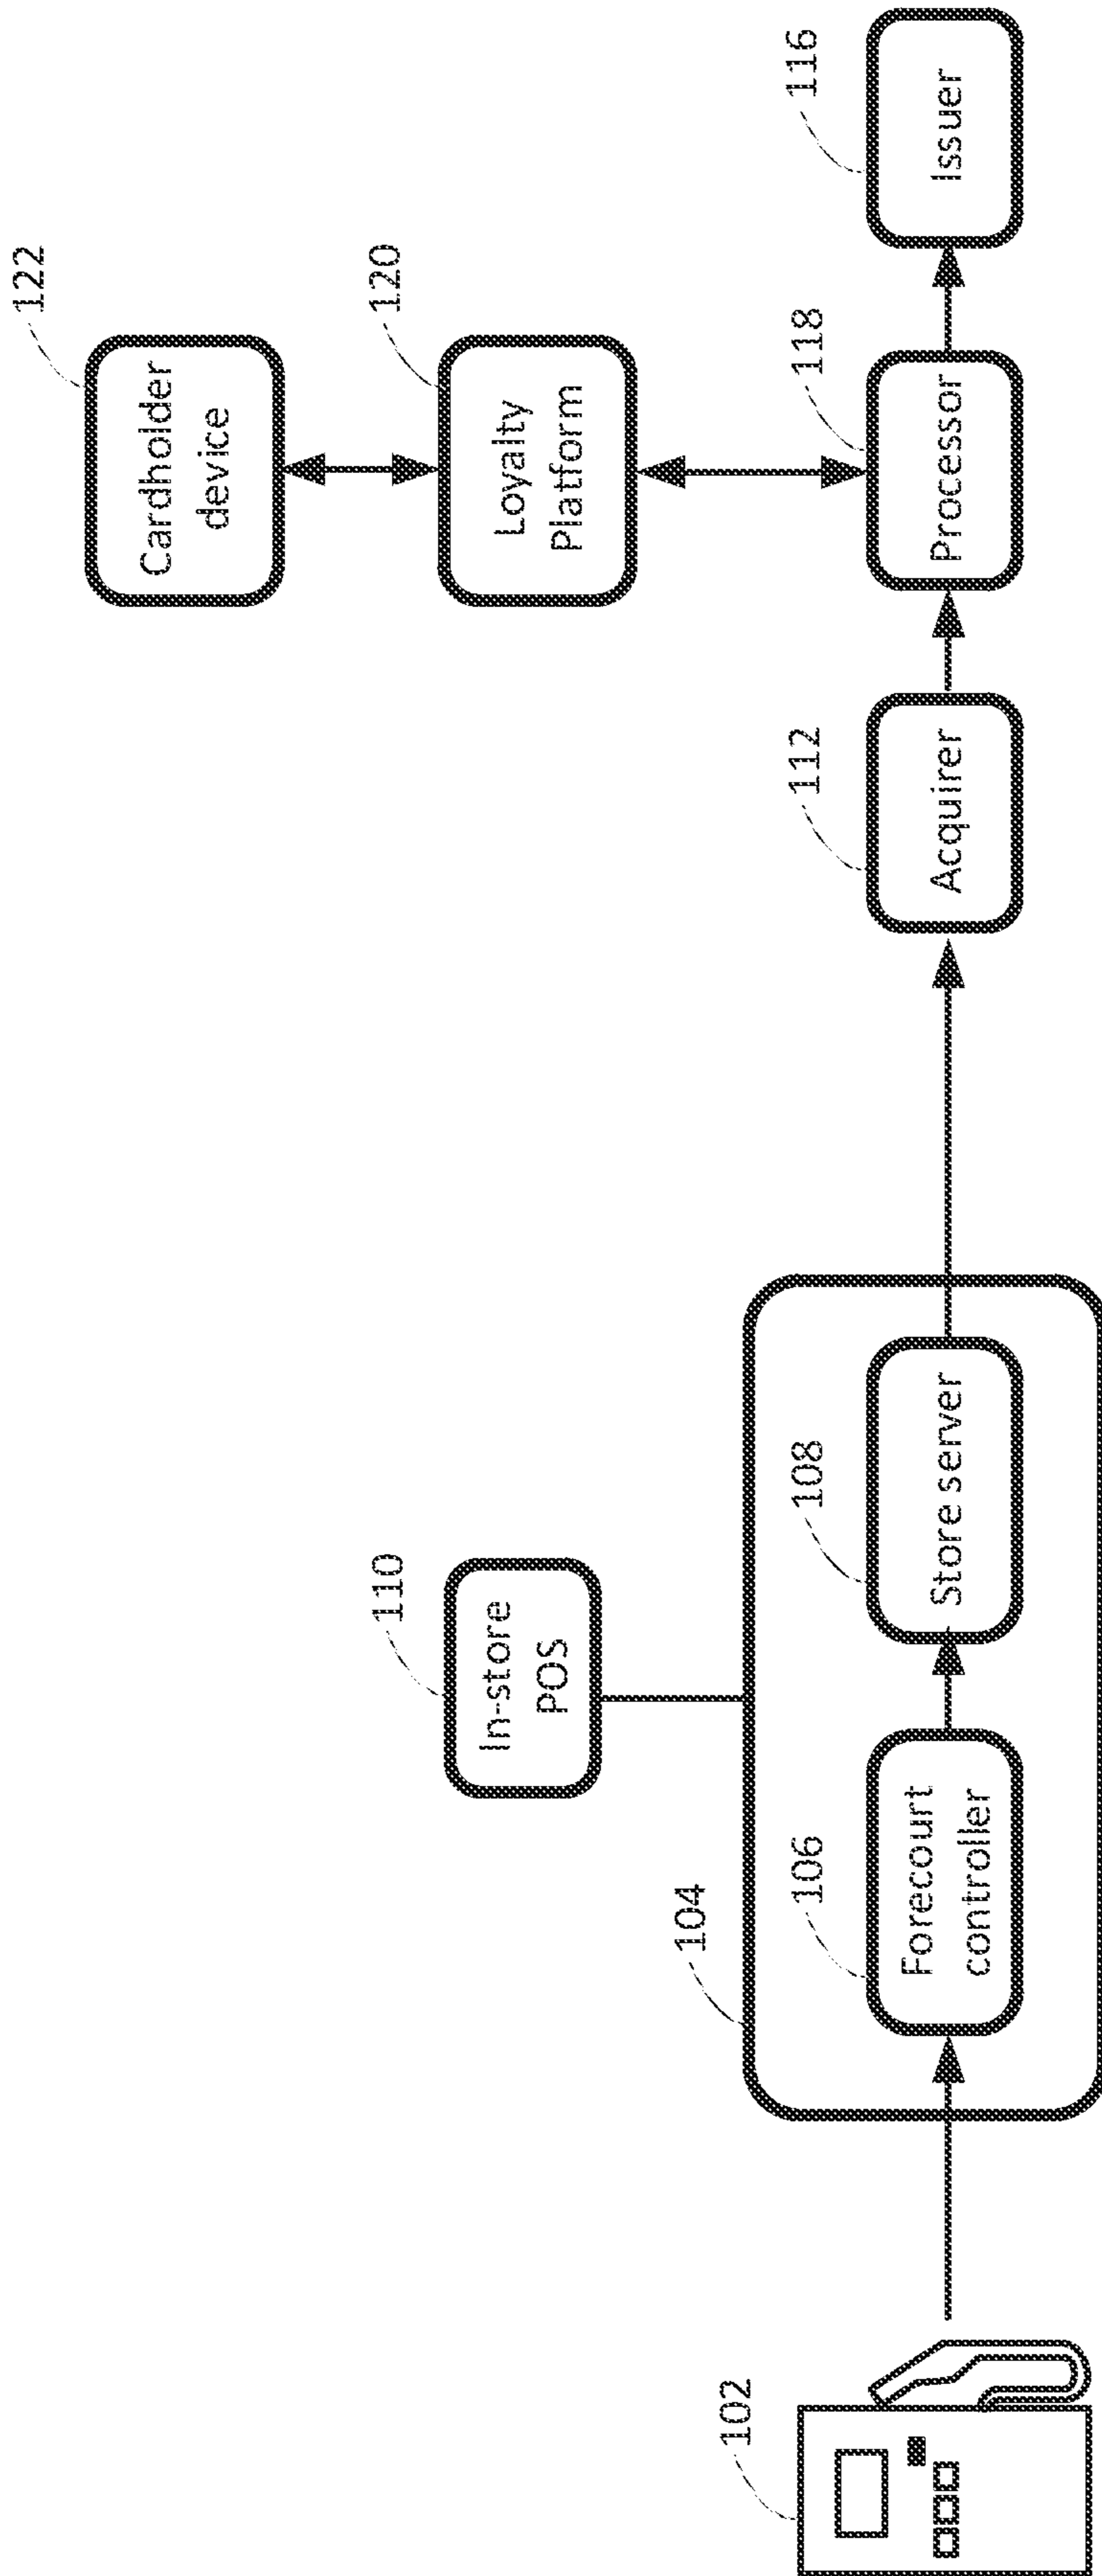 122
Cardholder
device
120
Loyalty
Platform
110
In-store
POS
104
106
Forecourt
controller
108
Store server
112
Acquirer
118
Processor
116
Issuer
102